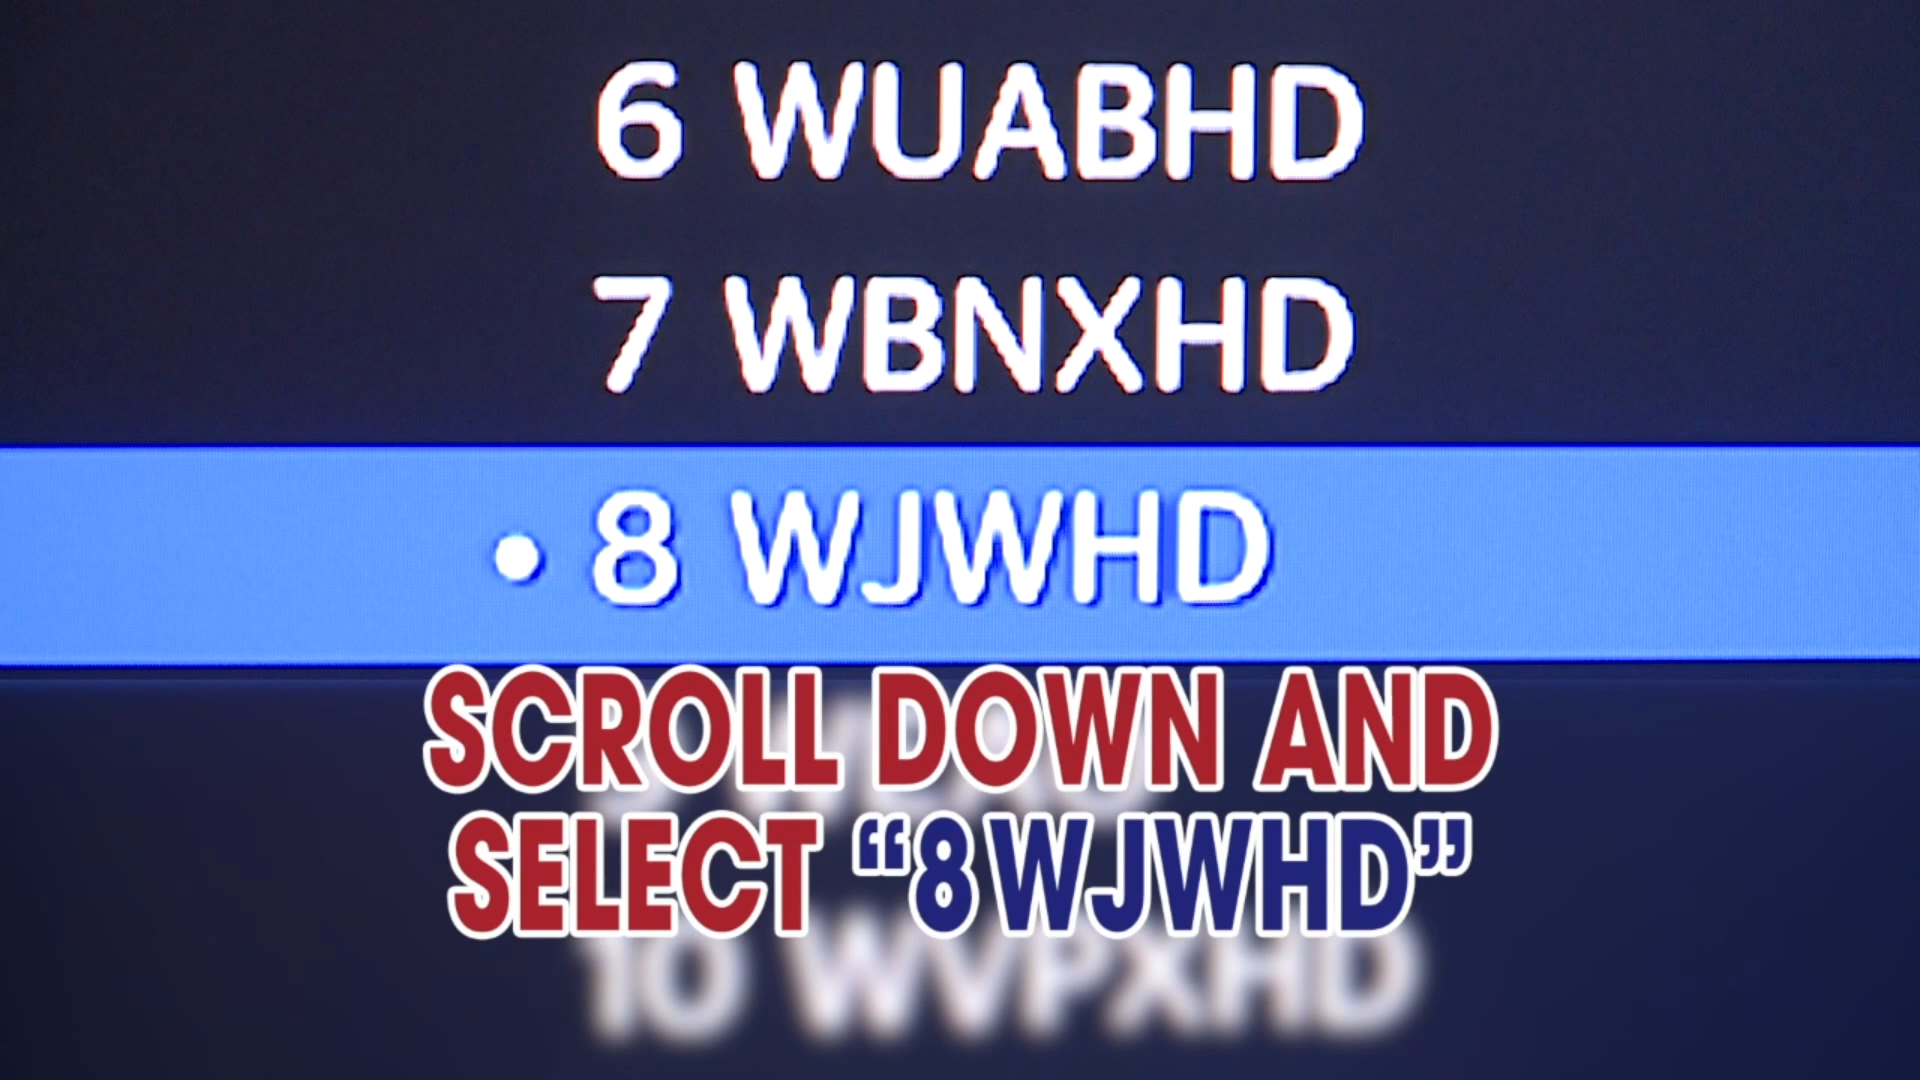 6 WUABHD
7 WBNXHD
• 8 WJWHD
SCROLL DOWN AND
SELECT “8 WJWHD”
10 WVPXHD